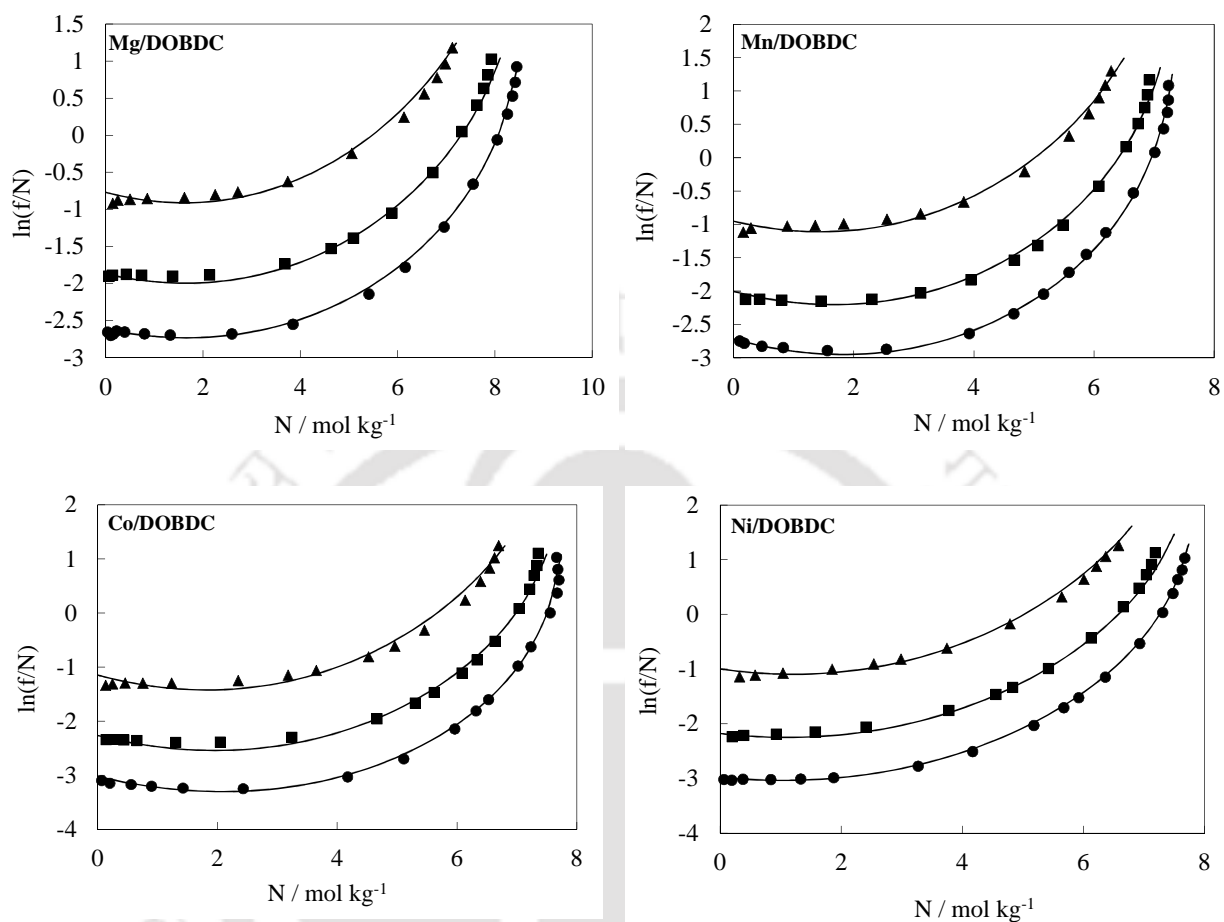 Mg/DOBDC
1.5
1
0.5
0
-0.5
-1
-1.5
-2
-2.5
-3
ln(f/N)
0 2 4 6 8 10
N / mol kg⁻¹
Mn/DOBDC
2
1.5
1
0.5
0
-0.5
-1
-1.5
-2
-2.5
-3
ln(f/N)
0 2 4 6 8
N / mol kg⁻¹
Co/DOBDC
2
1
0
-1
-2
-3
-4
ln(f/N)
0 2 4 6 8
N / mol kg⁻¹
Ni/DOBDC
2
1
0
-1
-2
-3
-4
ln(f/N)
0 2 4 6 8
N / mol kg⁻¹